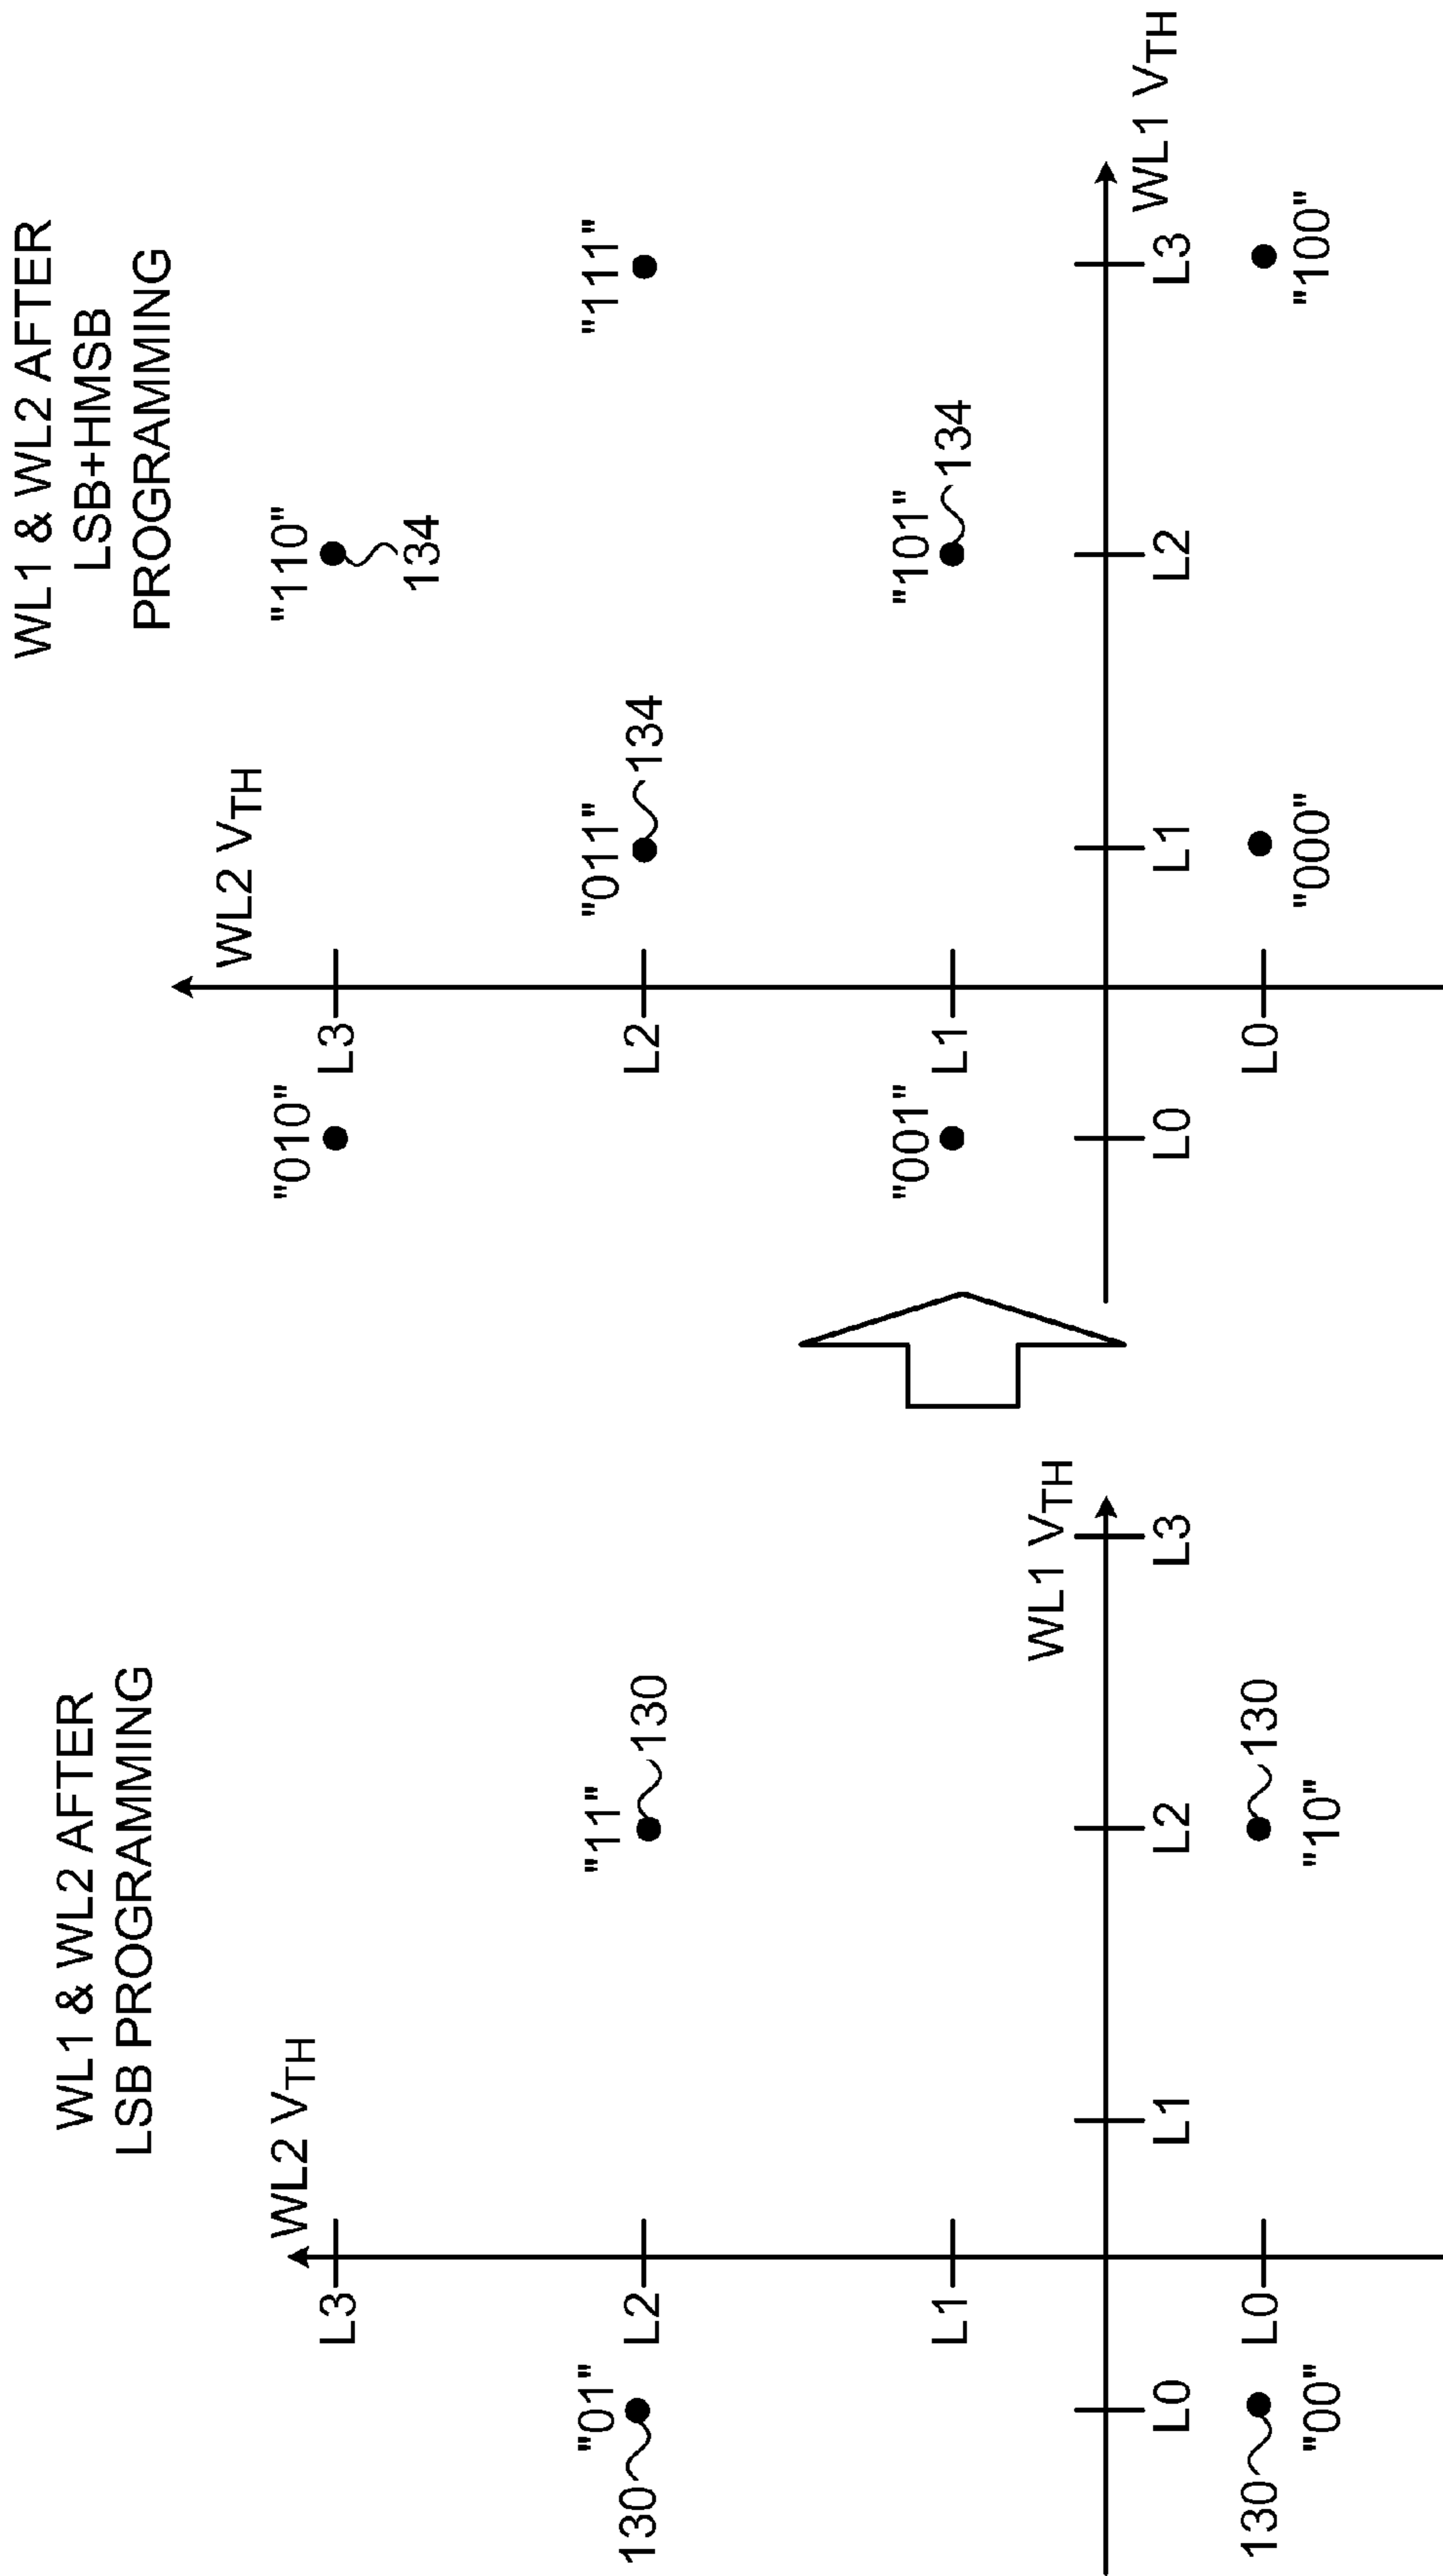 WL1 & WL2 AFTER
LSB PROGRAMMING
WL2 VTH
L3
"01"
130
L2
"11"
130
L1
WL1 VTH
L0
L1
L2
L3
130
"00"
L0
130
"10"
WL1 & WL2 AFTER
LSB+HMSB
PROGRAMMING
WL2 VTH
"010"
L3
"110"
134
"011"
134
L2
"111"
"001"
L1
"101"
134
WL1 VTH
L0
L1
L2
L3
L0
"000"
"100"